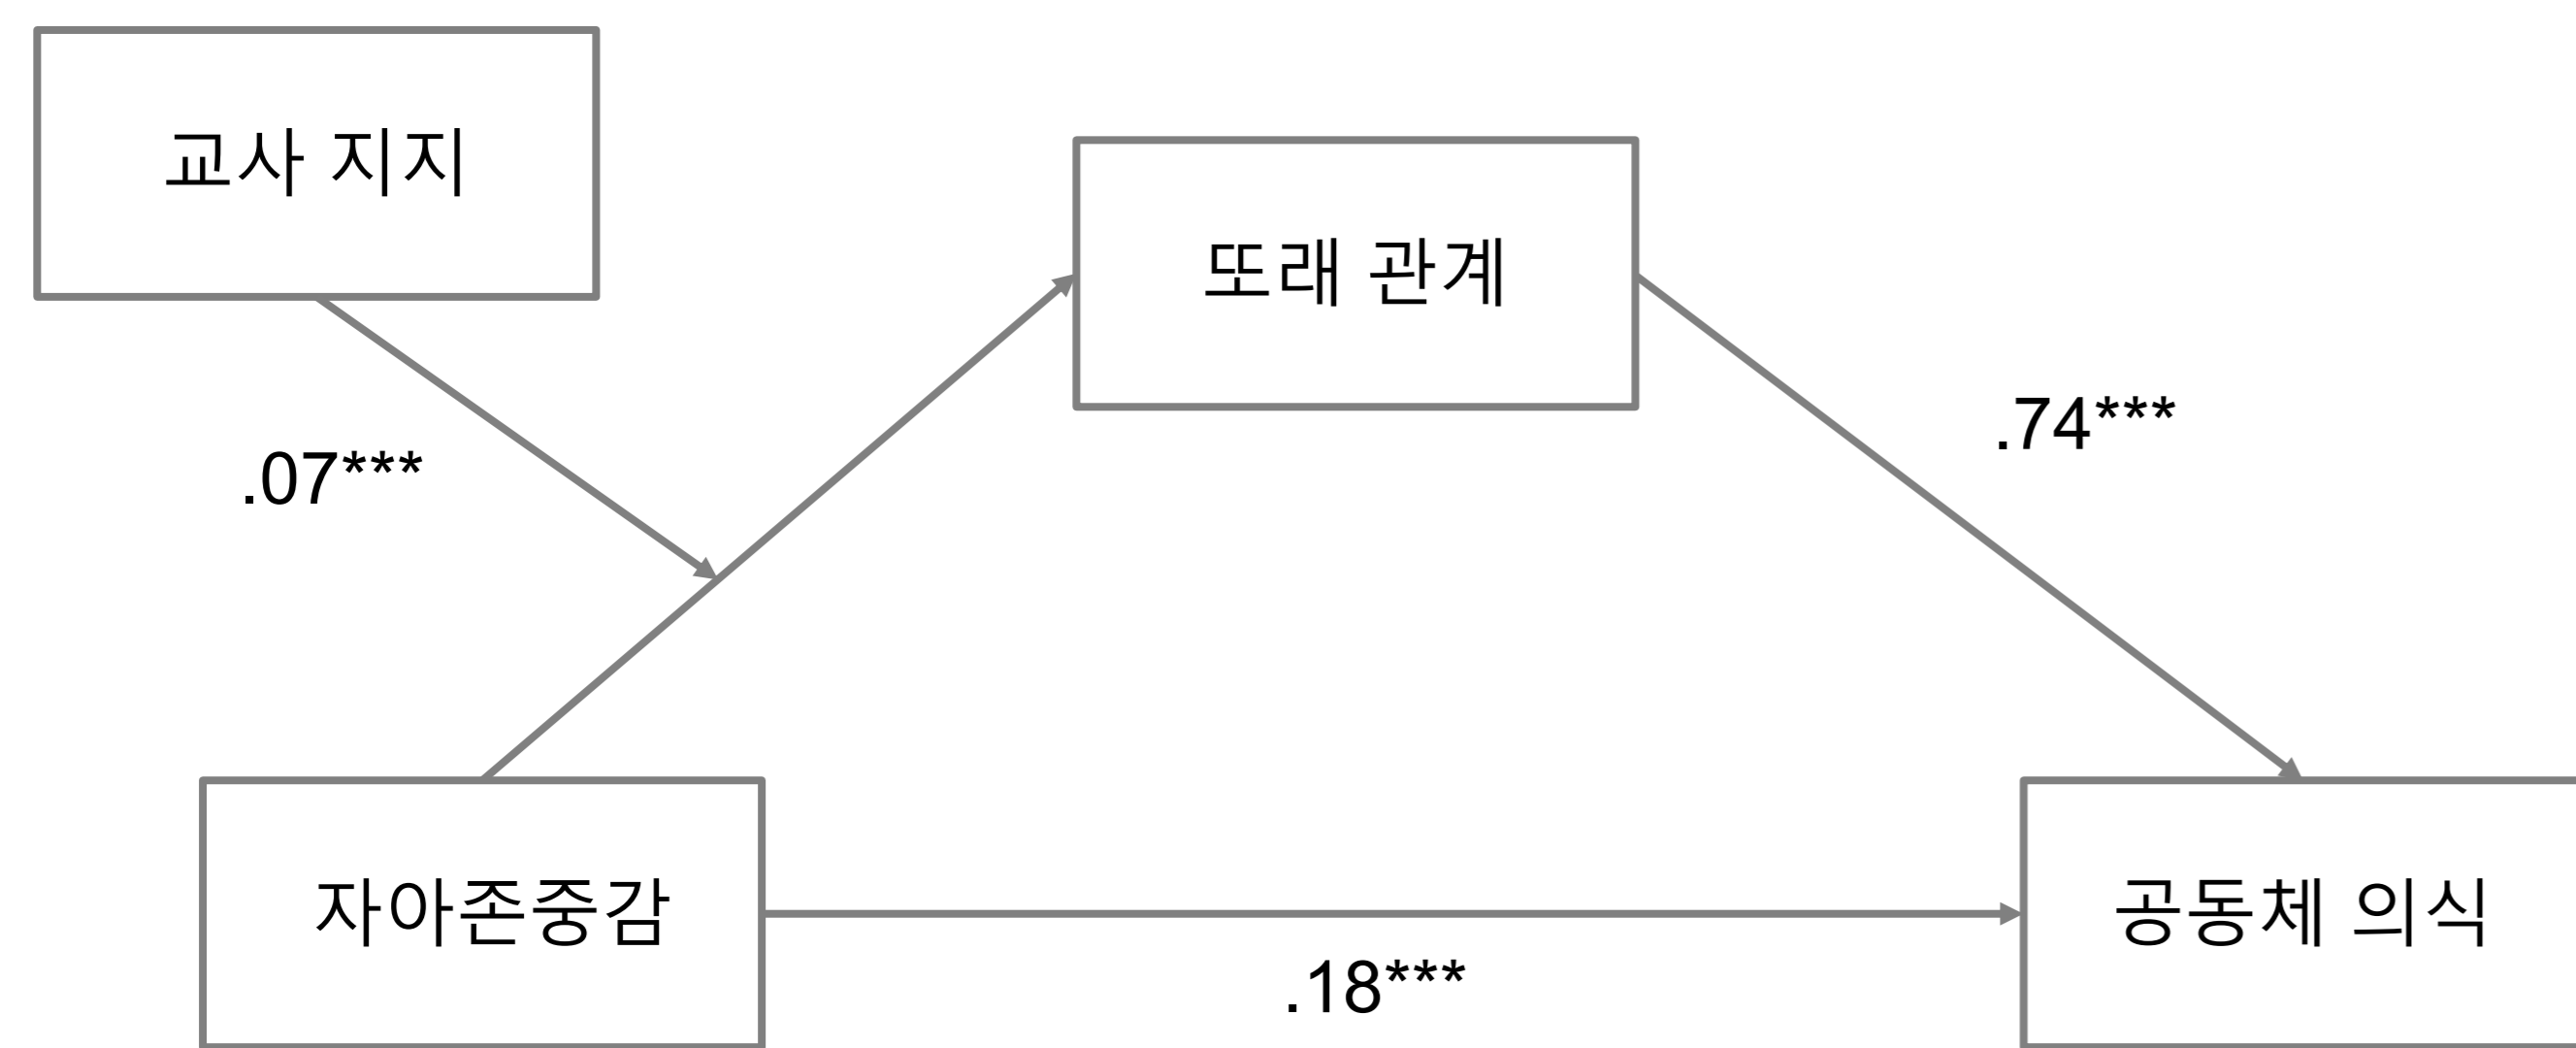 교사 지지
또래 관계
.74***
.07***
자아존중감
공동체 의식
.18***